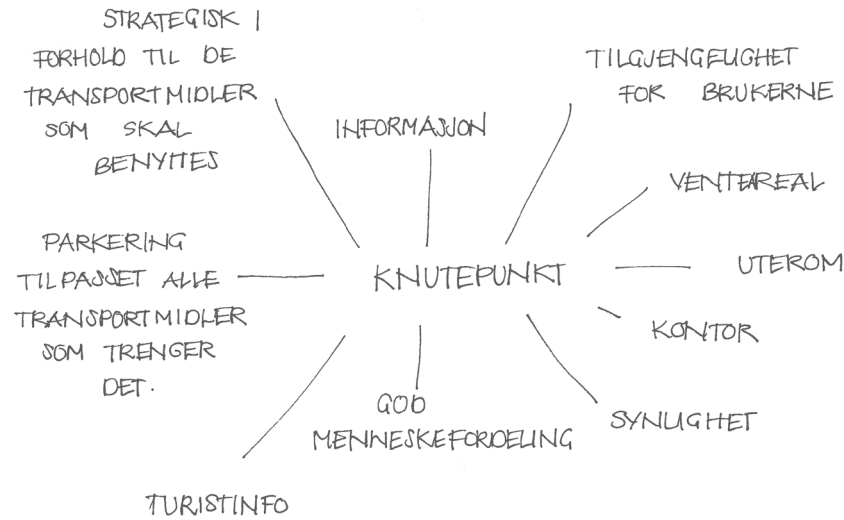 STRATEGISK I
FORHOLD TIL DE
TRANSPORTMIDLER
SOM SKAL
BENYTTES
INFORMASJON
TILGJENGELIGHET
FOR BRUKERNE
VENTEAREAL
PARKERING
TILPASSET ALLE
TRANSPORTMIDLER
SOM TRENGER
DET.
KNUTEPUNKT
UTEROM
KONTOR
SYNLIGHET
GOD
MENNESKEFORDELING
TURISTINFO